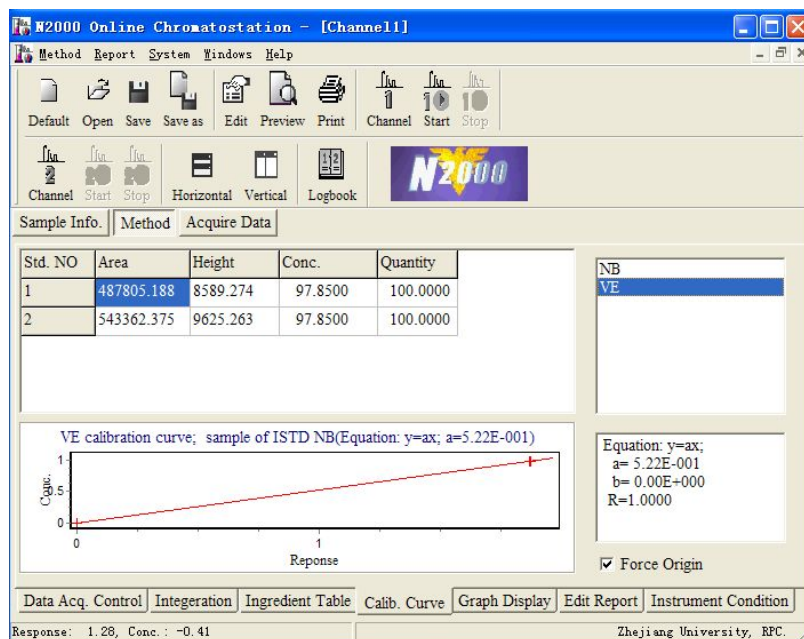 N2000 Online Chromatostation - [Channel1]
Method Report System Windows Help
Default Open Save Save as Edit Preview Print Channel Start Stop
Channel Start Stop Horizontal Vertical Logbook N2000
Sample Info. Method Acquire Data
Std. NO Area Height Conc. Quantity
1 487805.188 8589.274 97.8500 100.0000
2 543362.375 9625.263 97.8500 100.0000
NB
VE
VE calibration curve; sample of ISTD NB(Equation: y=ax; a=5.22E-001)
Conc.
1
0.5
0
0 1
Reponse
Equation: y=ax;
a= 5.22E-001
b= 0.00E+000
R=1.0000
Force Origin
Data Acq. Control Integeration Ingredient Table Calib. Curve Graph Display Edit Report Instrument Condition
Response: 1.28, Conc.: -0.41 Zhejiang University, RPC.